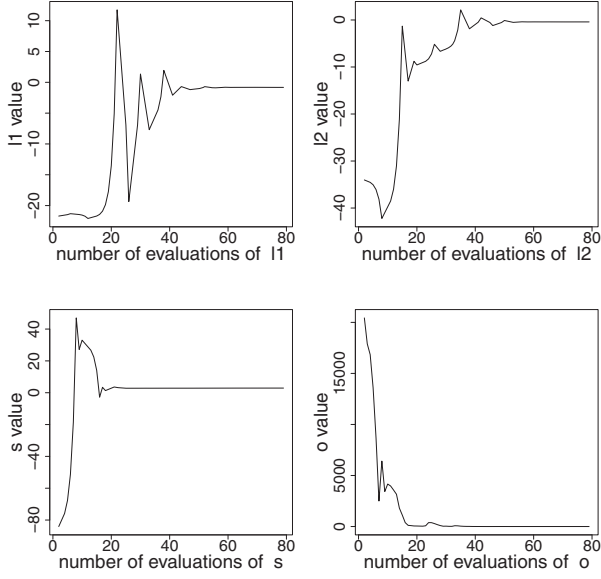 10
5
0
−10
−20
l1 value
0 20 40 60 80
number of evaluations of l1
0
−10
−20
−30
−40
l2 value
0 20 40 60 80
number of evaluations of l2
40
20
0
−40
−80
s value
0 20 40 60 80
number of evaluations of s
15000
5000
0
o value
0 20 40 60 80
number of evaluations of o